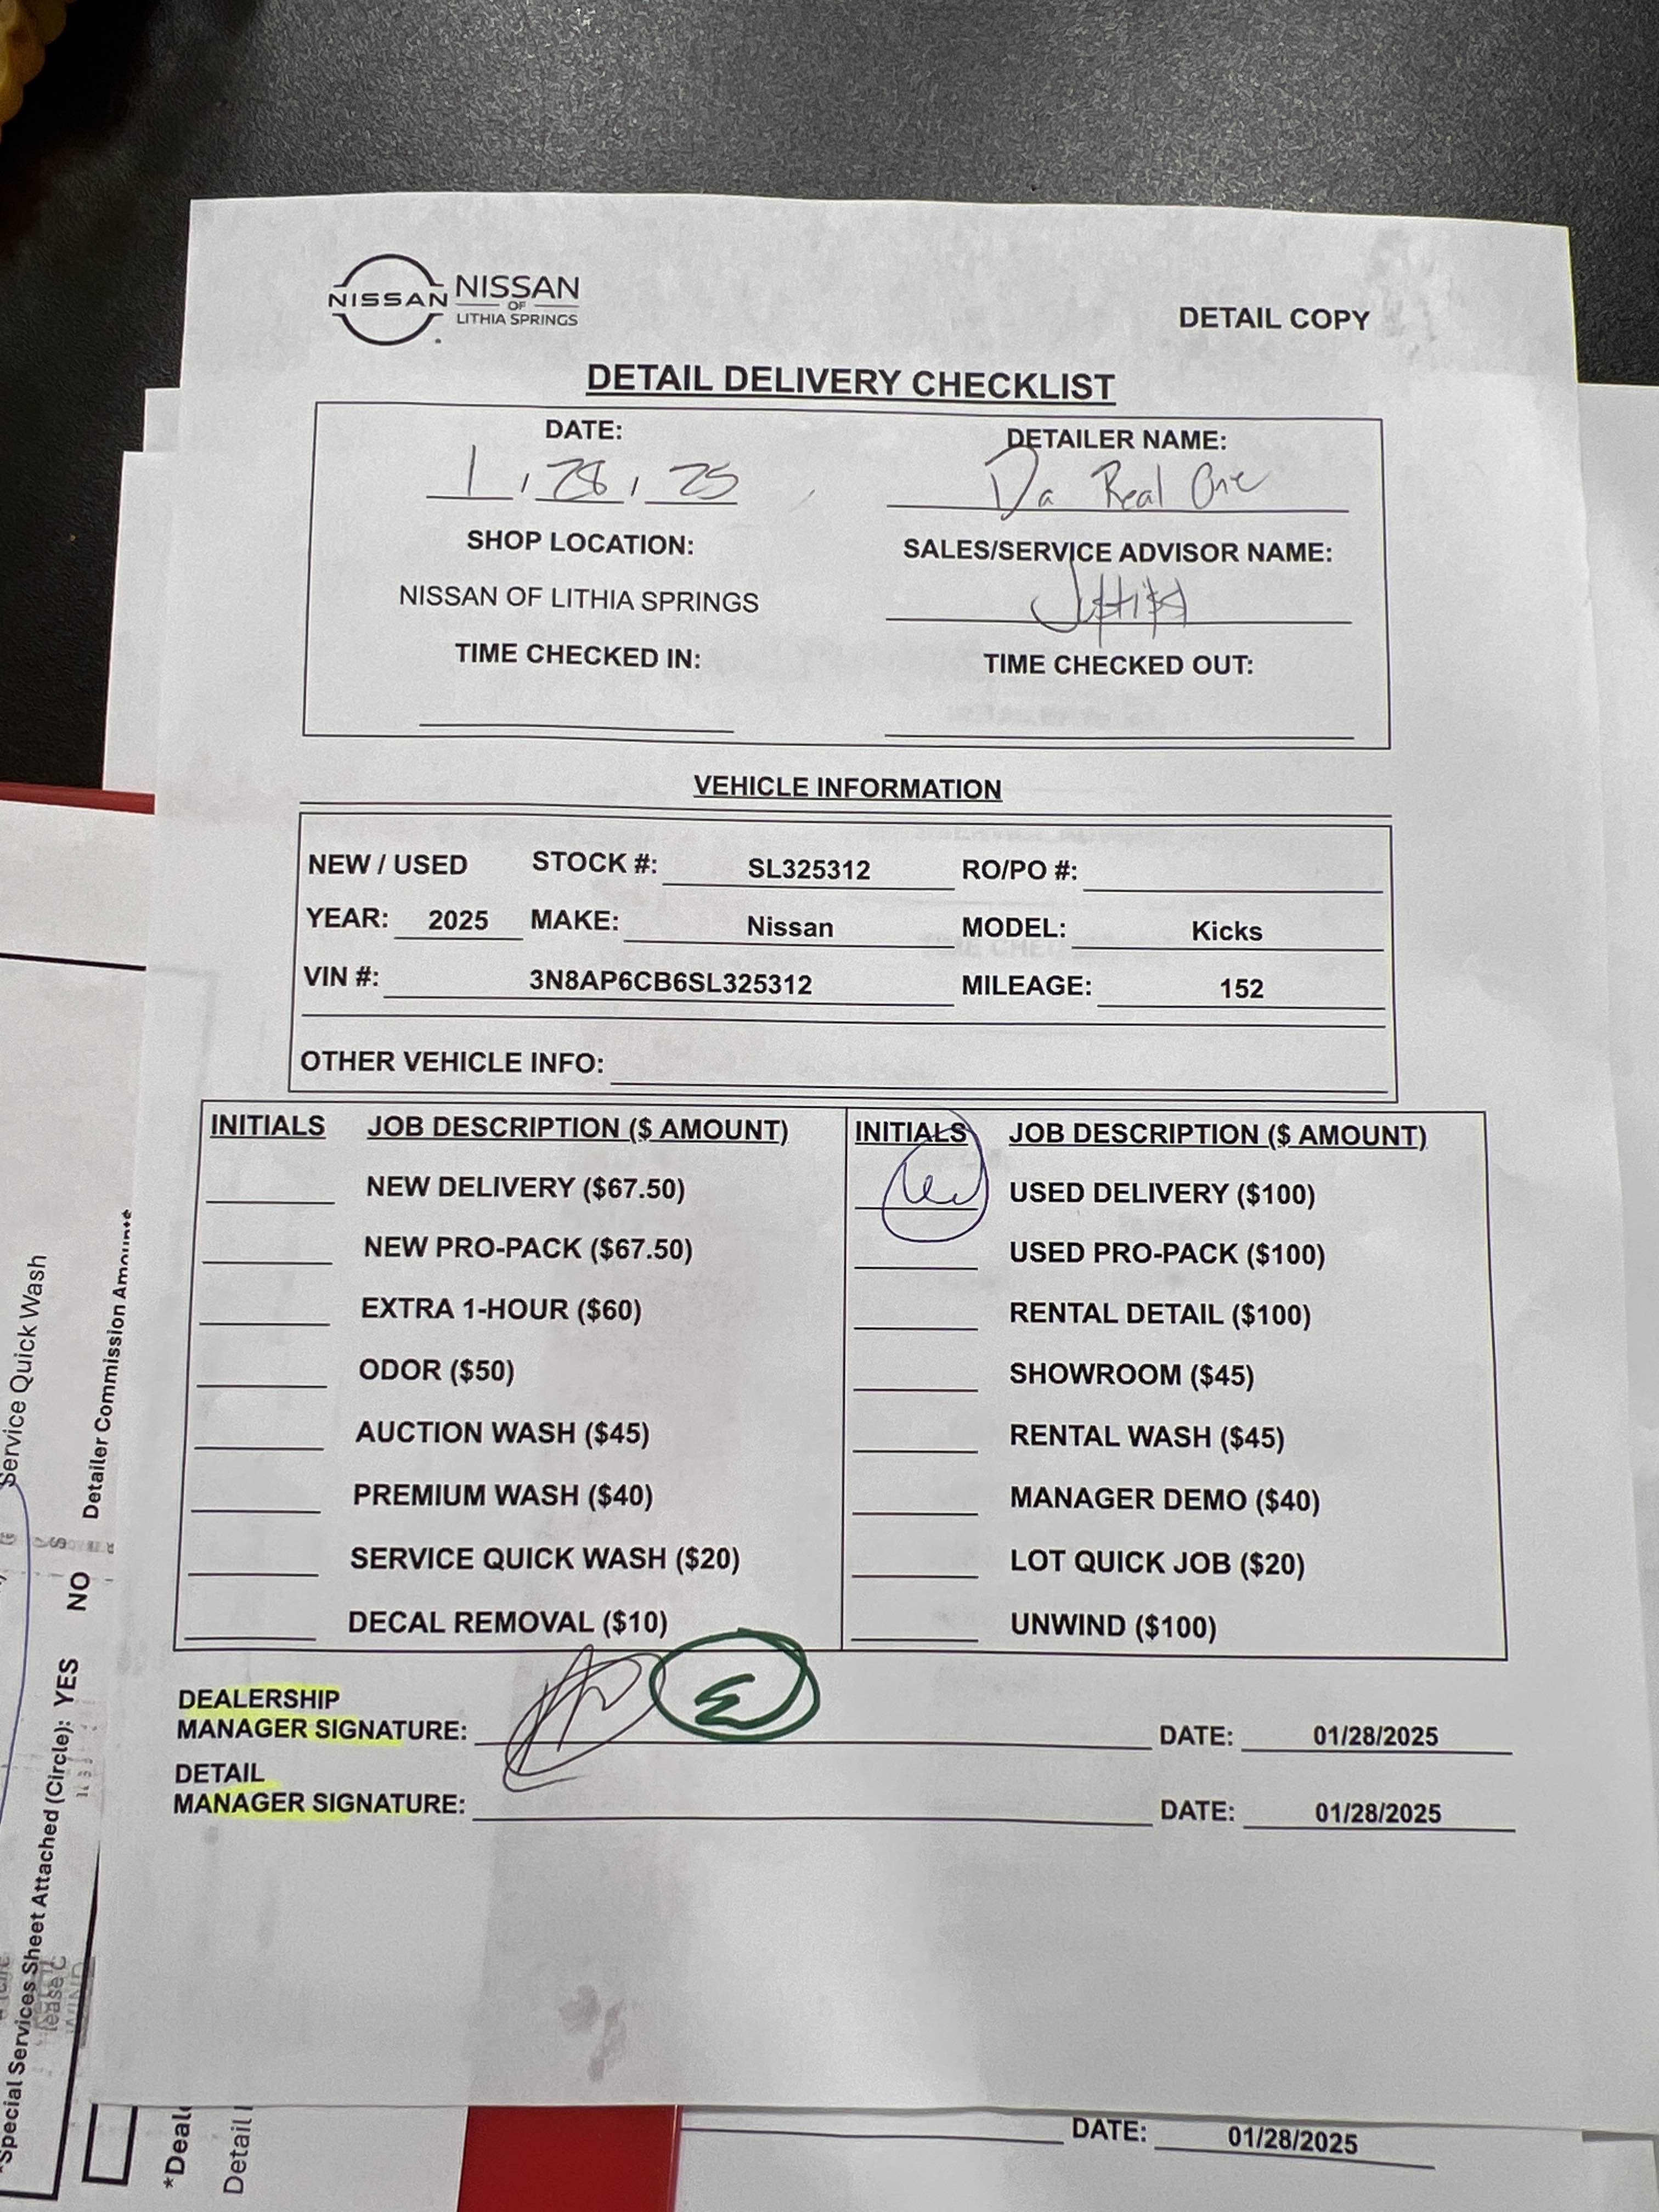 NISSAN
NISSAN
OF
LITHIA SPRINGS
DETAIL COPY
DETAIL DELIVERY CHECKLIST
DATE:
1, 28, 25
DETAILER NAME:
Da Real One
SHOP LOCATION:
NISSAN OF LITHIA SPRINGS
SALES/SERVICE ADVISOR NAME:
TIME CHECKED IN:
TIME CHECKED OUT:
VEHICLE INFORMATION
NEW / USED STOCK #: SL325312 RO/PO #:
YEAR: 2025 MAKE: Nissan MODEL: Kicks
VIN #: 3N8AP6CB6SL325312 MILEAGE: 152
OTHER VEHICLE INFO:
INITIALS JOB DESCRIPTION ($ AMOUNT)
NEW DELIVERY ($67.50)
NEW PRO-PACK ($67.50)
EXTRA 1-HOUR ($60)
ODOR ($50)
AUCTION WASH ($45)
PREMIUM WASH ($40)
SERVICE QUICK WASH ($20)
DECAL REMOVAL ($10)
INITIALS JOB DESCRIPTION ($ AMOUNT)
USED DELIVERY ($100)
USED PRO-PACK ($100)
RENTAL DETAIL ($100)
SHOWROOM ($45)
RENTAL WASH ($45)
MANAGER DEMO ($40)
LOT QUICK JOB ($20)
UNWIND ($100)
DEALERSHIP
MANAGER SIGNATURE: DATE: 01/28/2025
DETAIL
MANAGER SIGNATURE: DATE: 01/28/2025
DATE: 01/28/2025
Service Quick Wash
Detailer Commission Amount
*Special Services Sheet Attached (Circle): YES NO
Detail